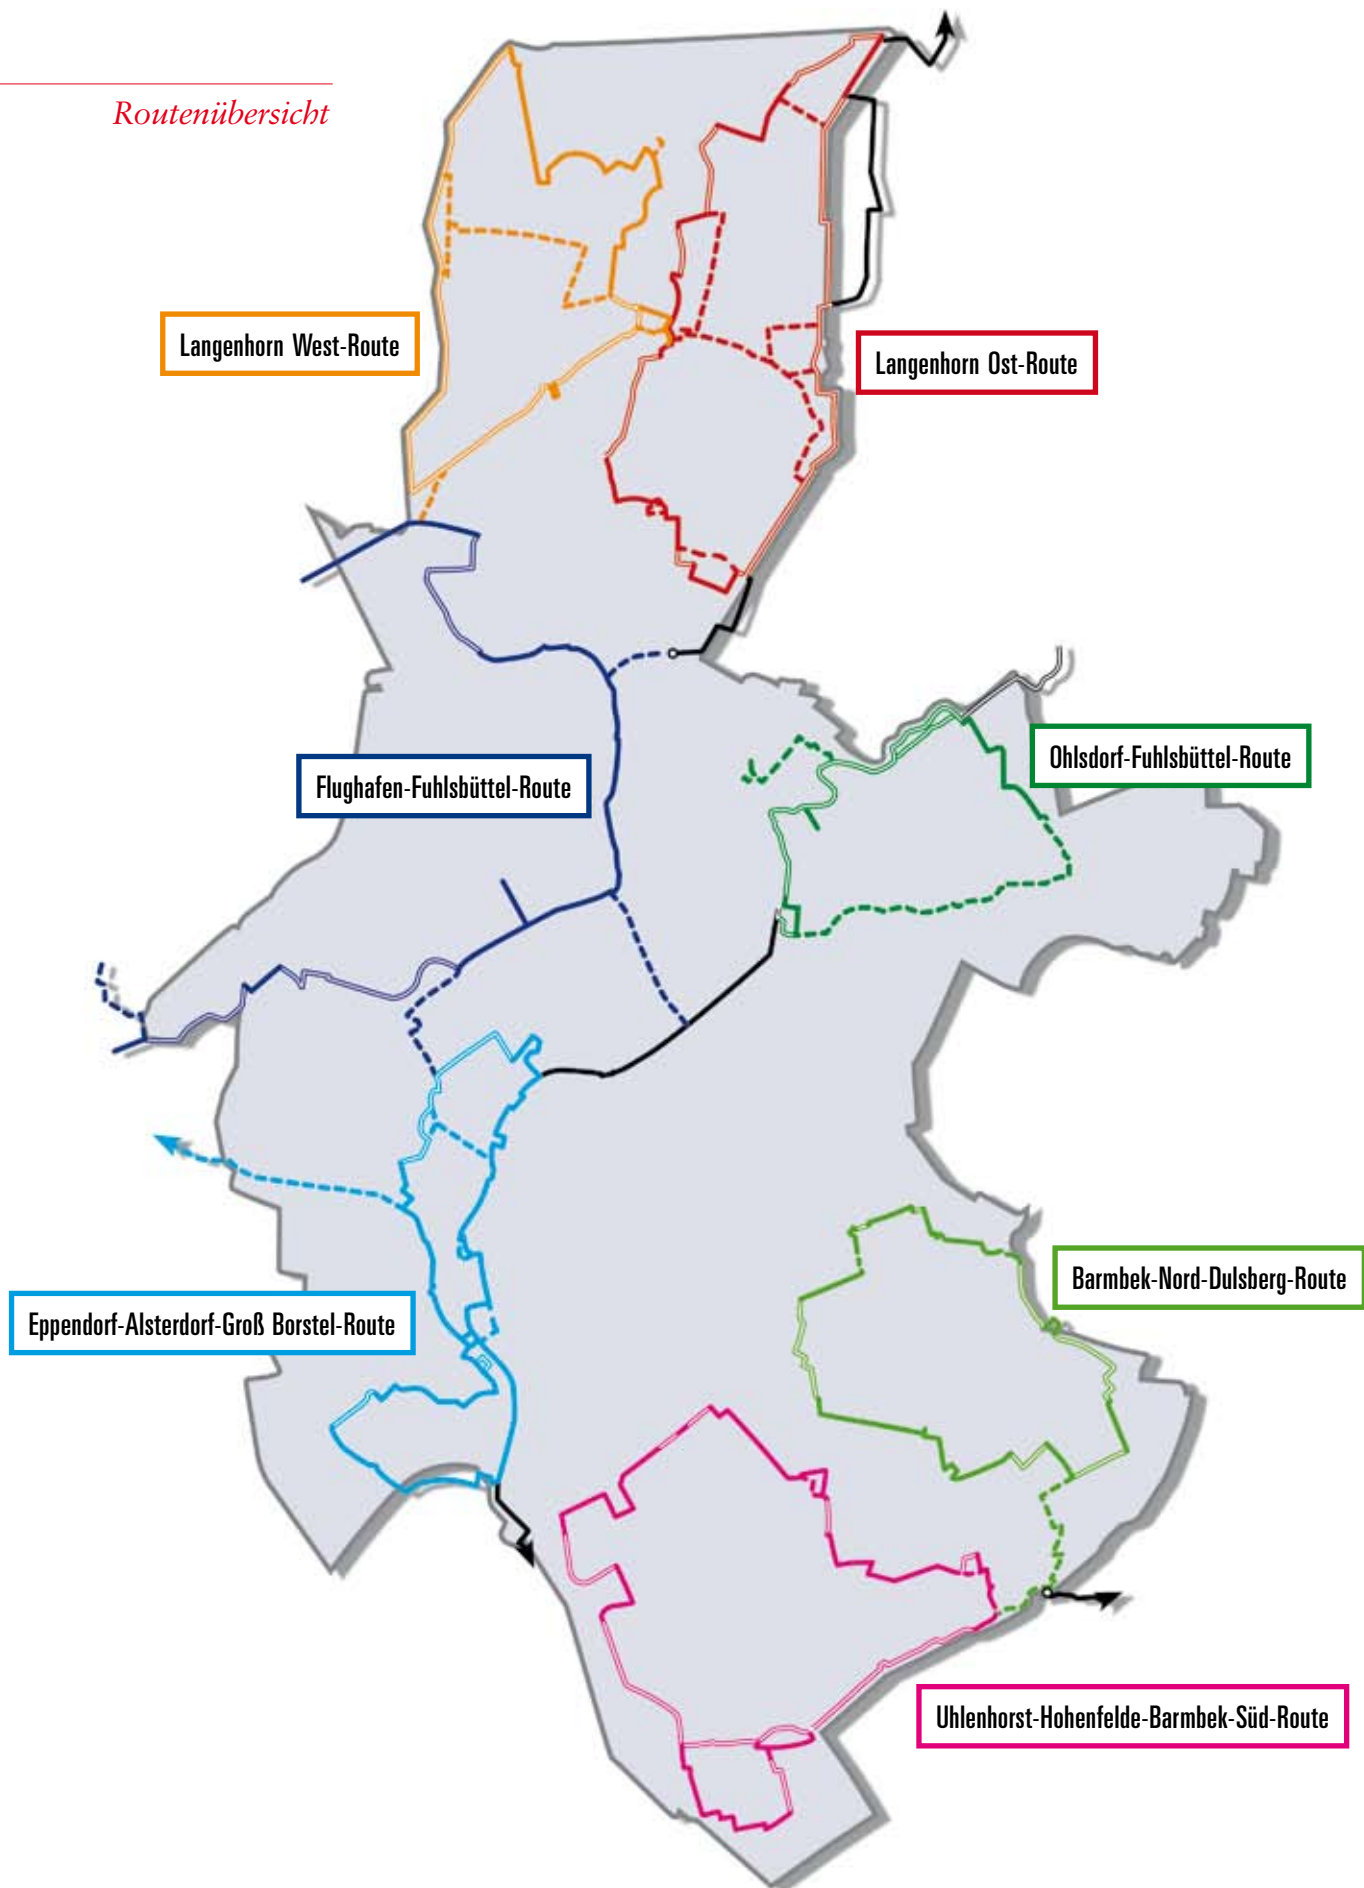 Routenübersicht
Langenhorn West-Route
Langenhorn Ost-Route
Ohlsdorf-Fuhlsbüttel-Route
Flughafen-Fuhlsbüttel-Route
Barmbek-Nord-Dulsberg-Route
Eppendorf-Alsterdorf-Groß Borstel-Route
Uhlenhorst-Hohenfelde-Barmbek-Süd-Route